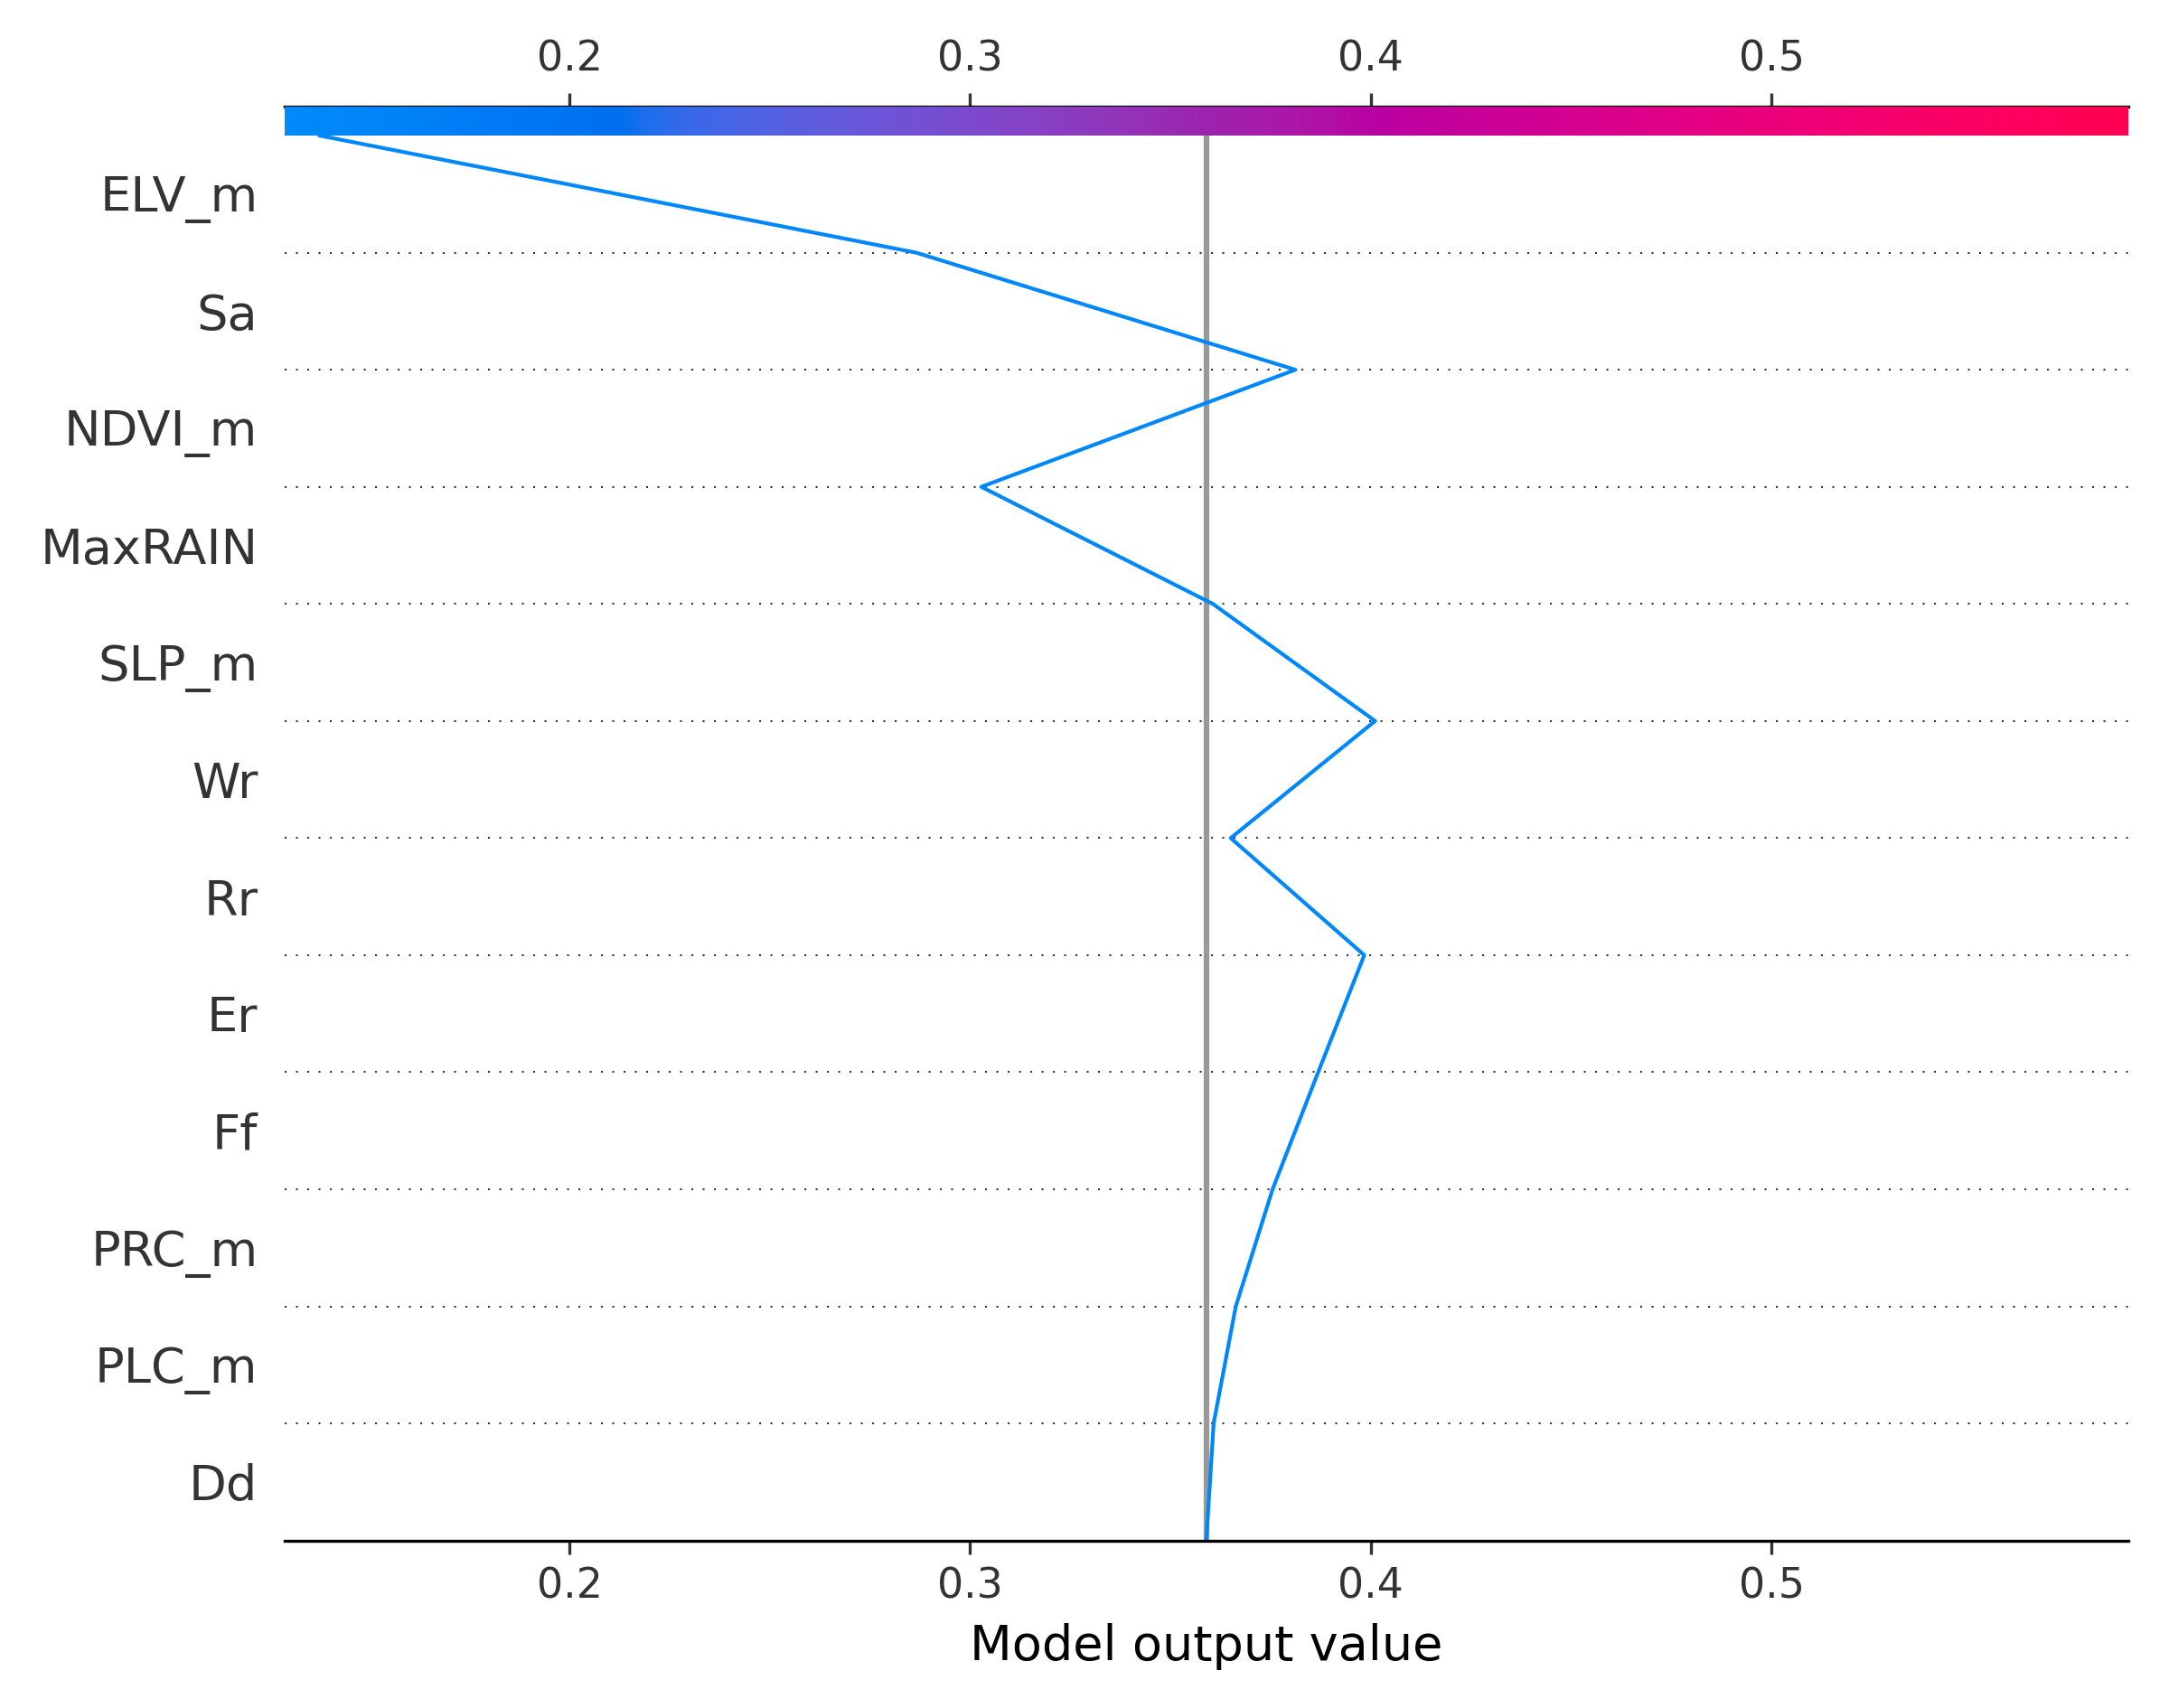 0.2 0.3 0.4 0.5
ELV_m
Sa
NDVI_m
MaxRAIN
SLP_m
Wr
Rr
Er
Ff
PRC_m
PLC_m
Dd
0.2 0.3 0.4 0.5
Model output value